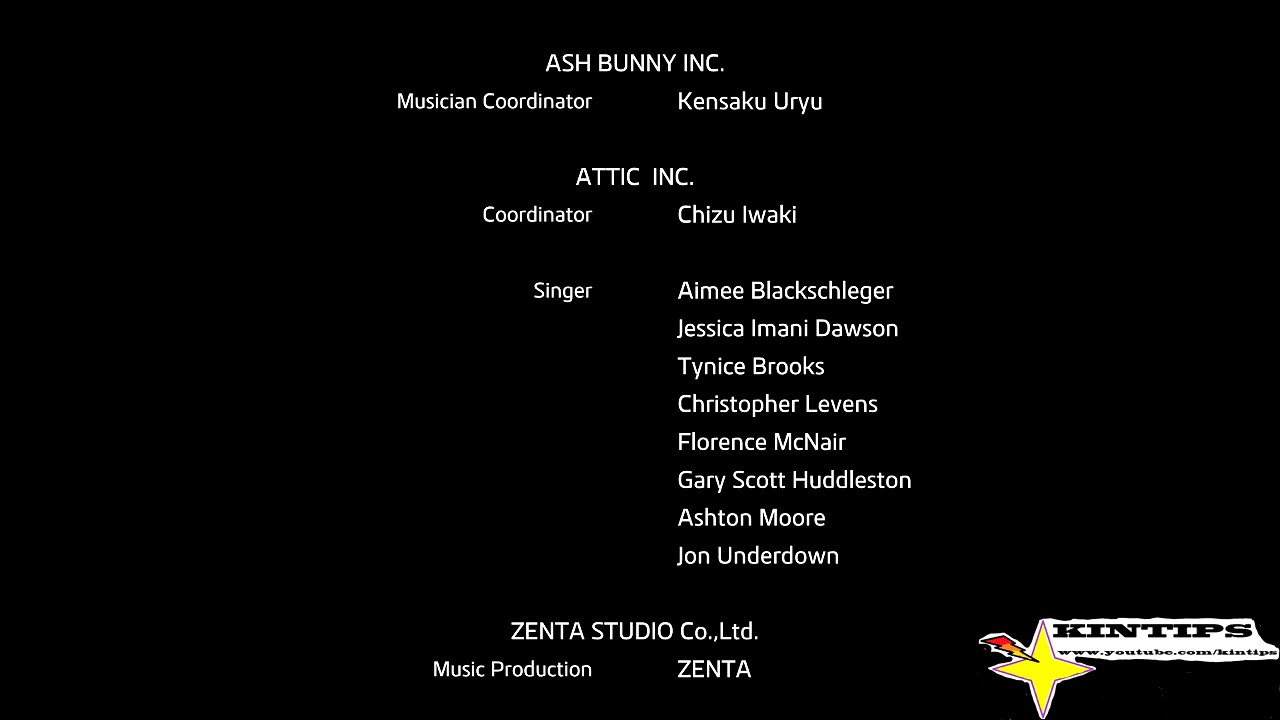 ASH BUNNY INC.
Musician Coordinator Kensaku Uryu
ATTIC INC.
Coordinator Chizu Iwaki
Singer Aimee Blackschleger
Jessica Imani Dawson
Tynice Brooks
Christopher Levens
Florence McNair
Gary Scott Huddleston
Ashton Moore
Jon Underdown
ZENTA STUDIO Co.,Ltd.
Music Production ZENTA
KINTIPS
www.youtube.com/kintips